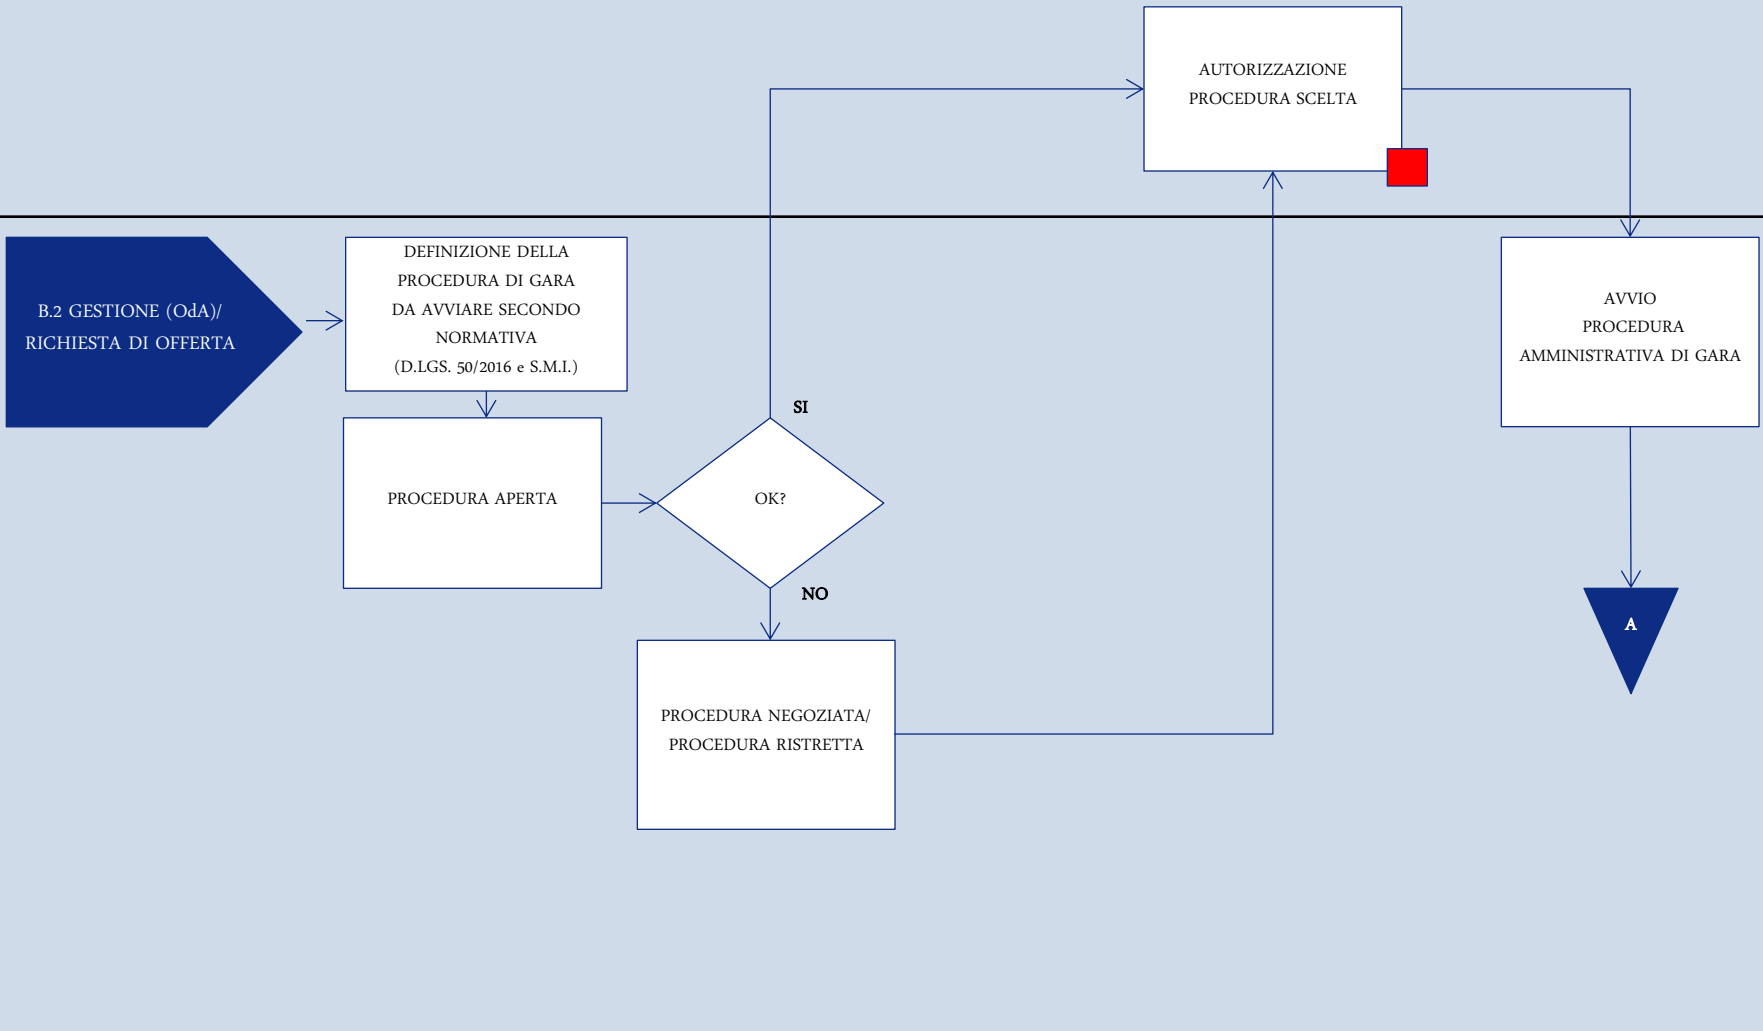 AUTORIZZAZIONE
PROCEDURA SCELTA
B.2 GESTIONE (OdA)/
RICHIESTA DI OFFERTA
DEFINIZIONE DELLA
PROCEDURA DI GARA
DA AVVIARE SECONDO
NORMATIVA
(D.LGS. 50/2016 e S.M.I.)
AVVIO
PROCEDURA
AMMINISTRATIVA DI GARA
SI
PROCEDURA APERTA
OK?
NO
A
PROCEDURA NEGOZIATA/
PROCEDURA RISTRETTA